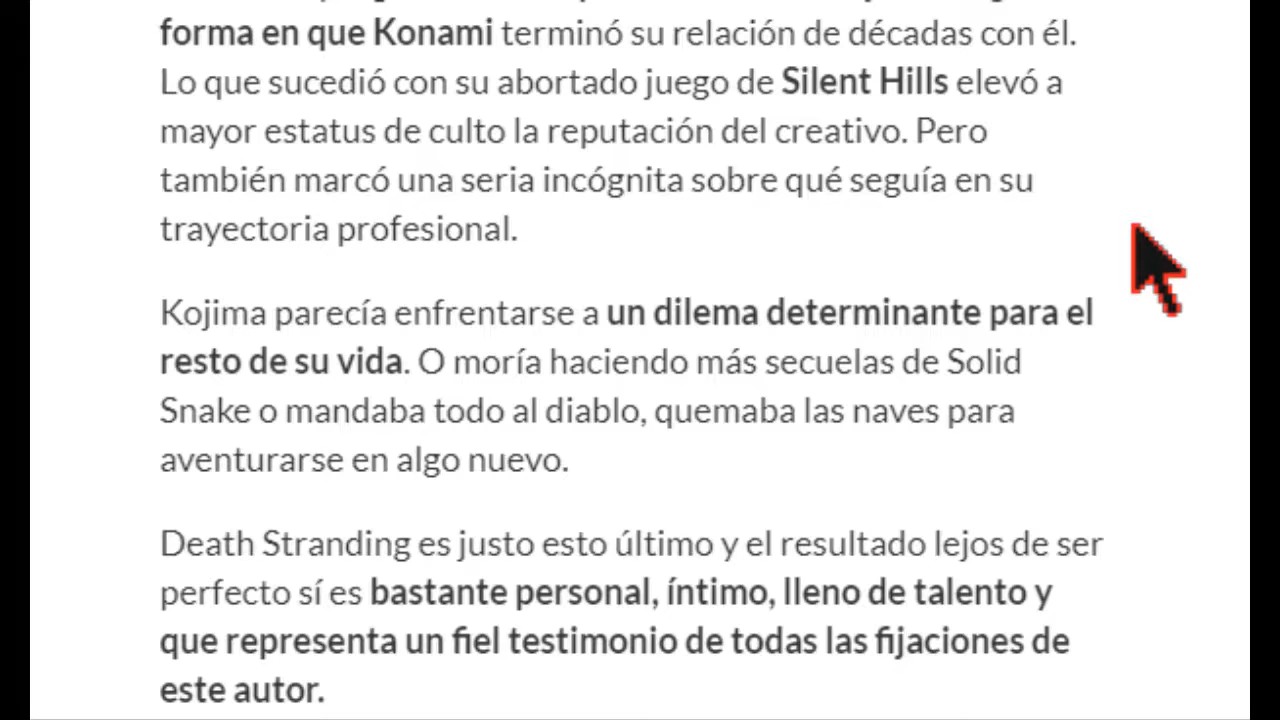 forma en que Konami terminó su relación de décadas con él.
Lo que sucedió con su abortado juego de Silent Hills elevó a
mayor estatus de culto la reputación del creativo. Pero
también marcó una seria incógnita sobre qué seguía en su
trayectoria profesional.
Kojima parecía enfrentarse a un dilema determinante para el
resto de su vida. O moría haciendo más secuelas de Solid
Snake o mandaba todo al diablo, quemaba las naves para
aventurarse en algo nuevo.
Death Stranding es justo esto último y el resultado lejos de ser
perfecto sí es bastante personal, íntimo, lleno de talento y
que representa un fiel testimonio de todas las fijaciones de
este autor.